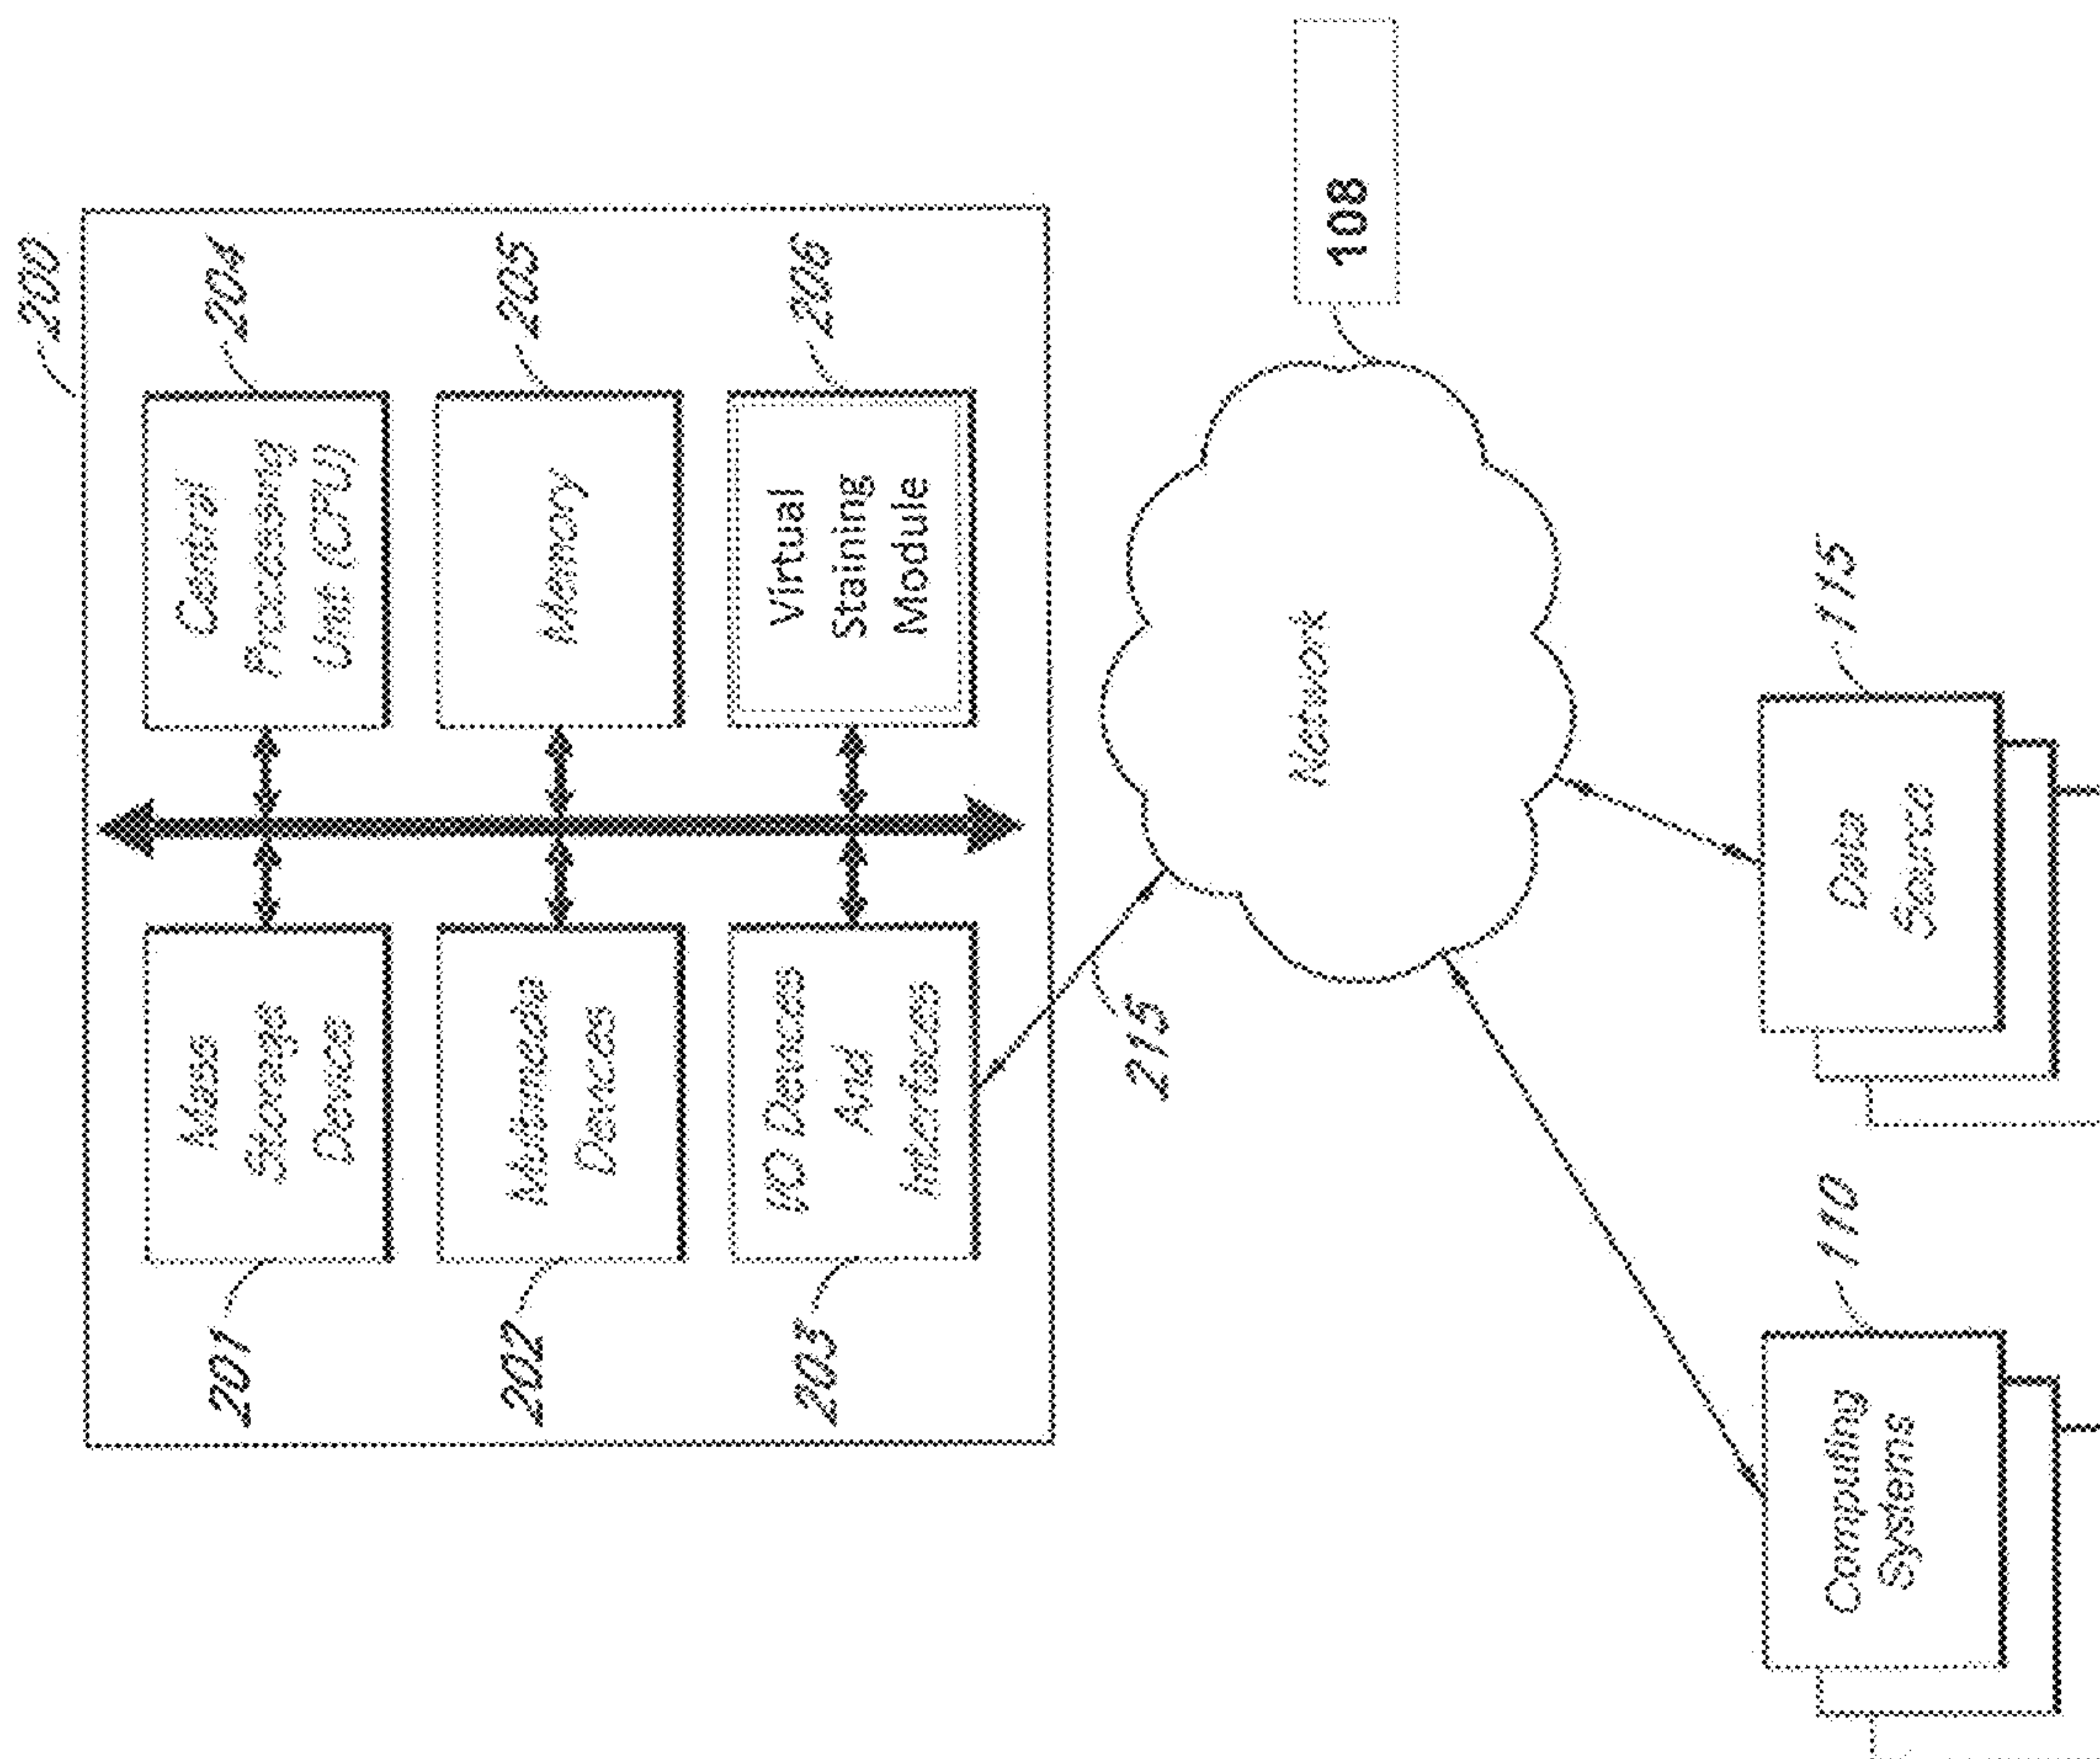 200
201
Mass
Storage
Device
Central
Processing
Unit (CPU)
204
202
Multimedia
Devices
Memory
205
203
I/O Devices
And
Interfaces
Virtual
Staining
Module
206
215
Network
108
110
Computing
Systems
115
Data
Source